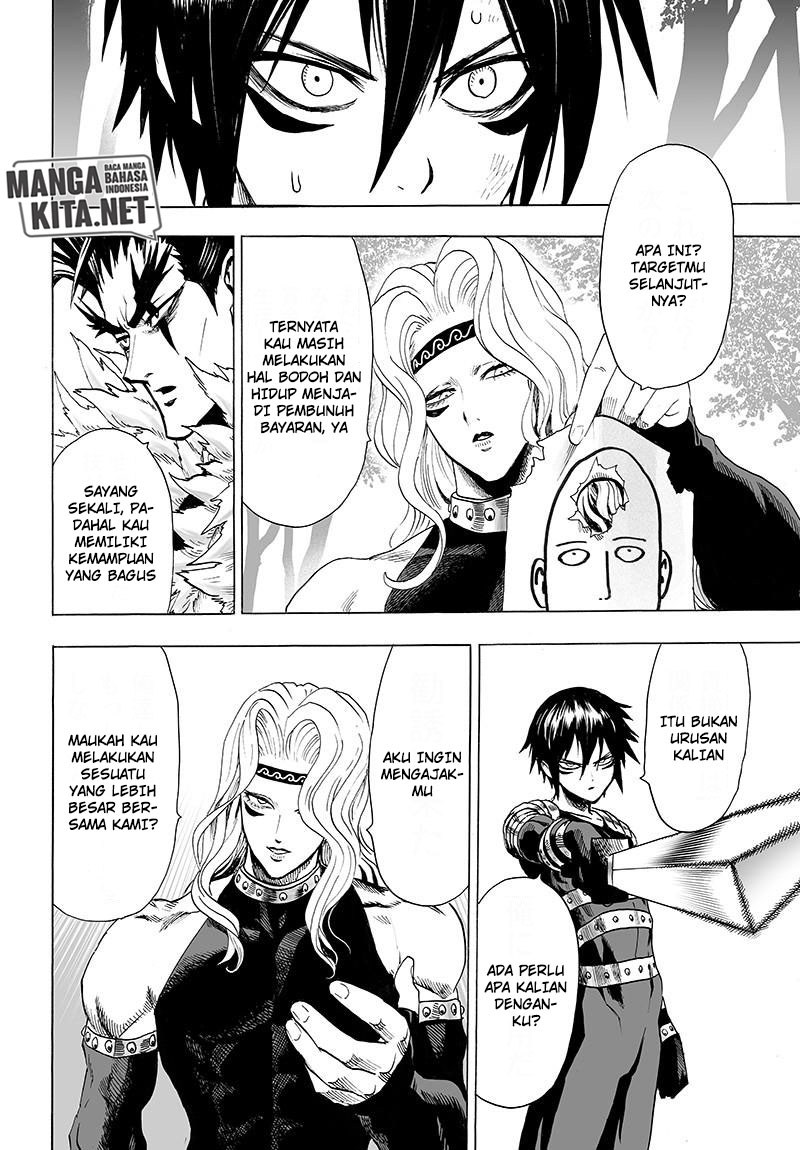 MANGA
KITA.NET
BACA MANGA
BAHASA
INDONESIA
APA INI?
TARGETMU
SELANJUT-
NYA?
TERNYATA
KAU MASIH
MELAKUKAN
HAL BODOH DAN
HIDUP MENJA-
DI PEMBUNUH
BAYARAN, YA
SAYANG
SEKALI, PA-
DAHAL KAU
MEMILIKI
KEMAMPUAN
YANG BAGUS
ITU BUKAN
URUSAN
KALIAN
ADA PERLU
APA KALIAN
DENGAN-
KU?
AKU INGIN
MENGAJAK-
MU
MAUKAH KAU
MELAKUKAN
SESUATU
YANG LEBIH
BESAR BER-
SAMA KAMI?